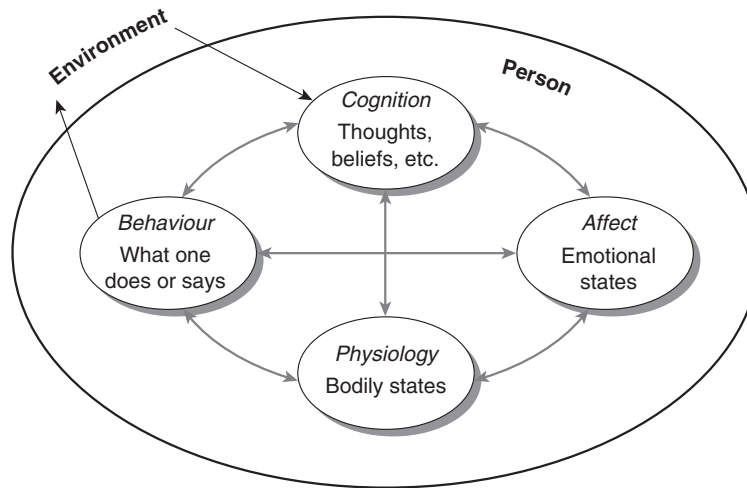 Environment
Person
Cognition
Thoughts,
beliefs, etc.
Behaviour
What one
does or says
Affect
Emotional
states
Physiology
Bodily states